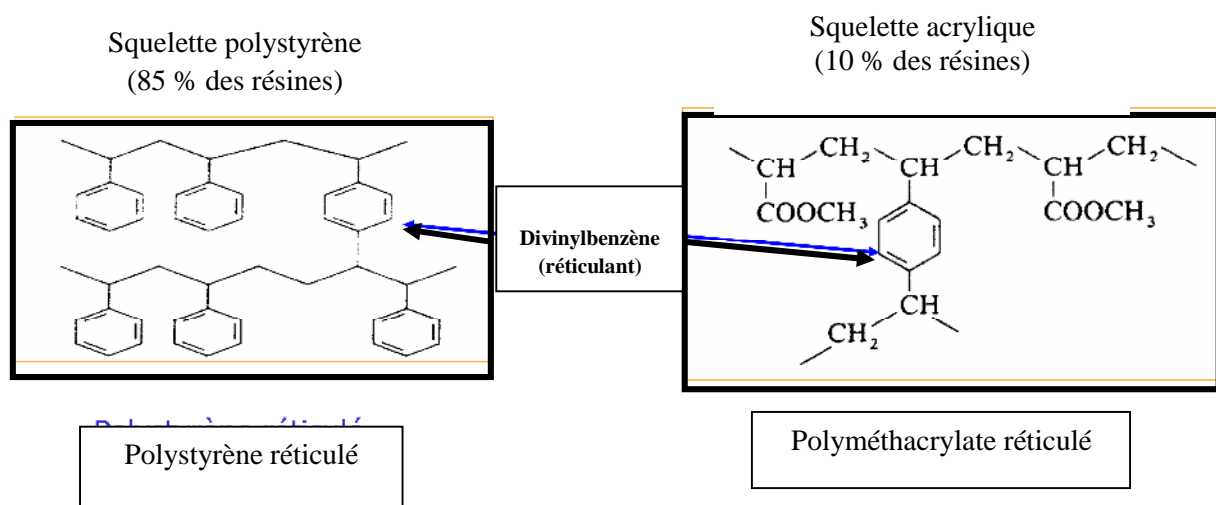 Squelette polystyrène
(85 % des résines)
Squelette acrylique
(10 % des résines)
CH₂
CH₂
CH₂
CH
CH
CH
COOCH₃
COOCH₃
CH
CH₂
Divinylbenzène
(réticulant)
Polystyrène réticulé
Polyméthacrylate réticulé